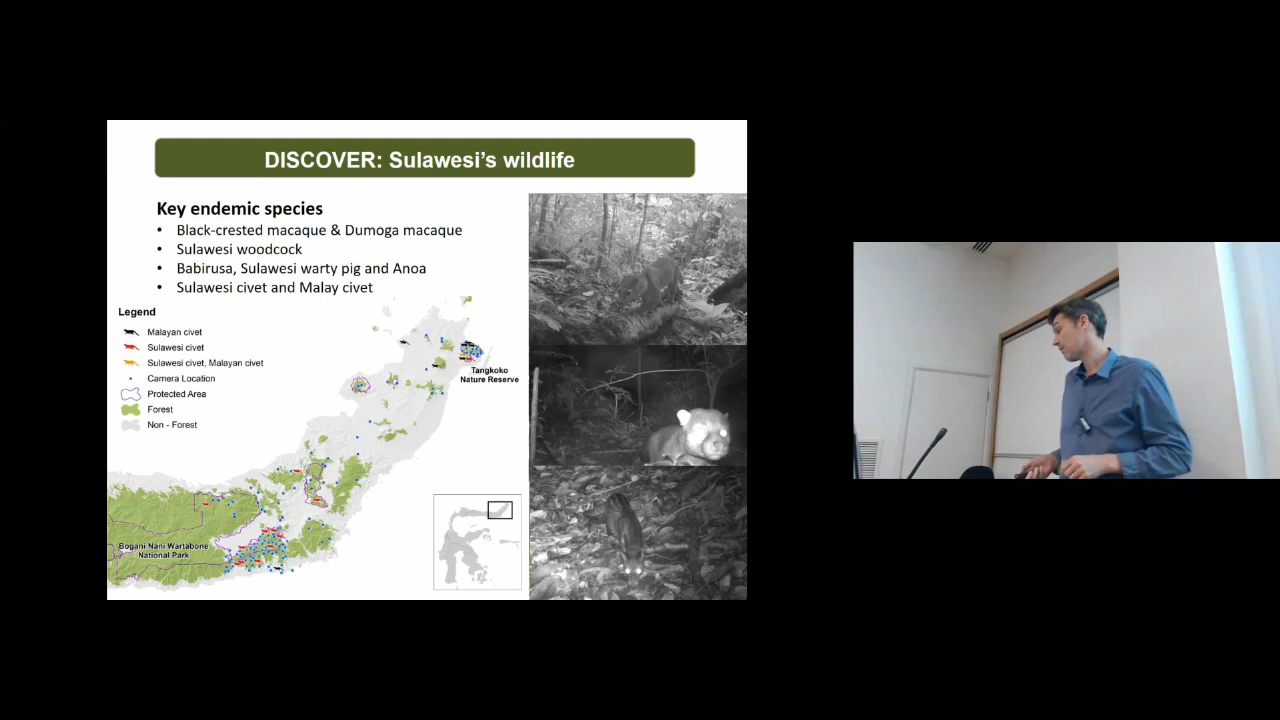 DISCOVER: Sulawesi's wildlife
Key endemic species
• Black-crested macaque & Dumoga macaque
• Sulawesi woodcock
• Babirusa, Sulawesi warty pig and Anoa
• Sulawesi civet and Malay civet
Legend
Malayan civet
Sulawesi civet
Sulawesi civet, Malayan civet
Camera Location
Protected Area
Forest
Non - Forest
Tangkoko
Nature Reserve
Bogani Nani Wartabone
National Park